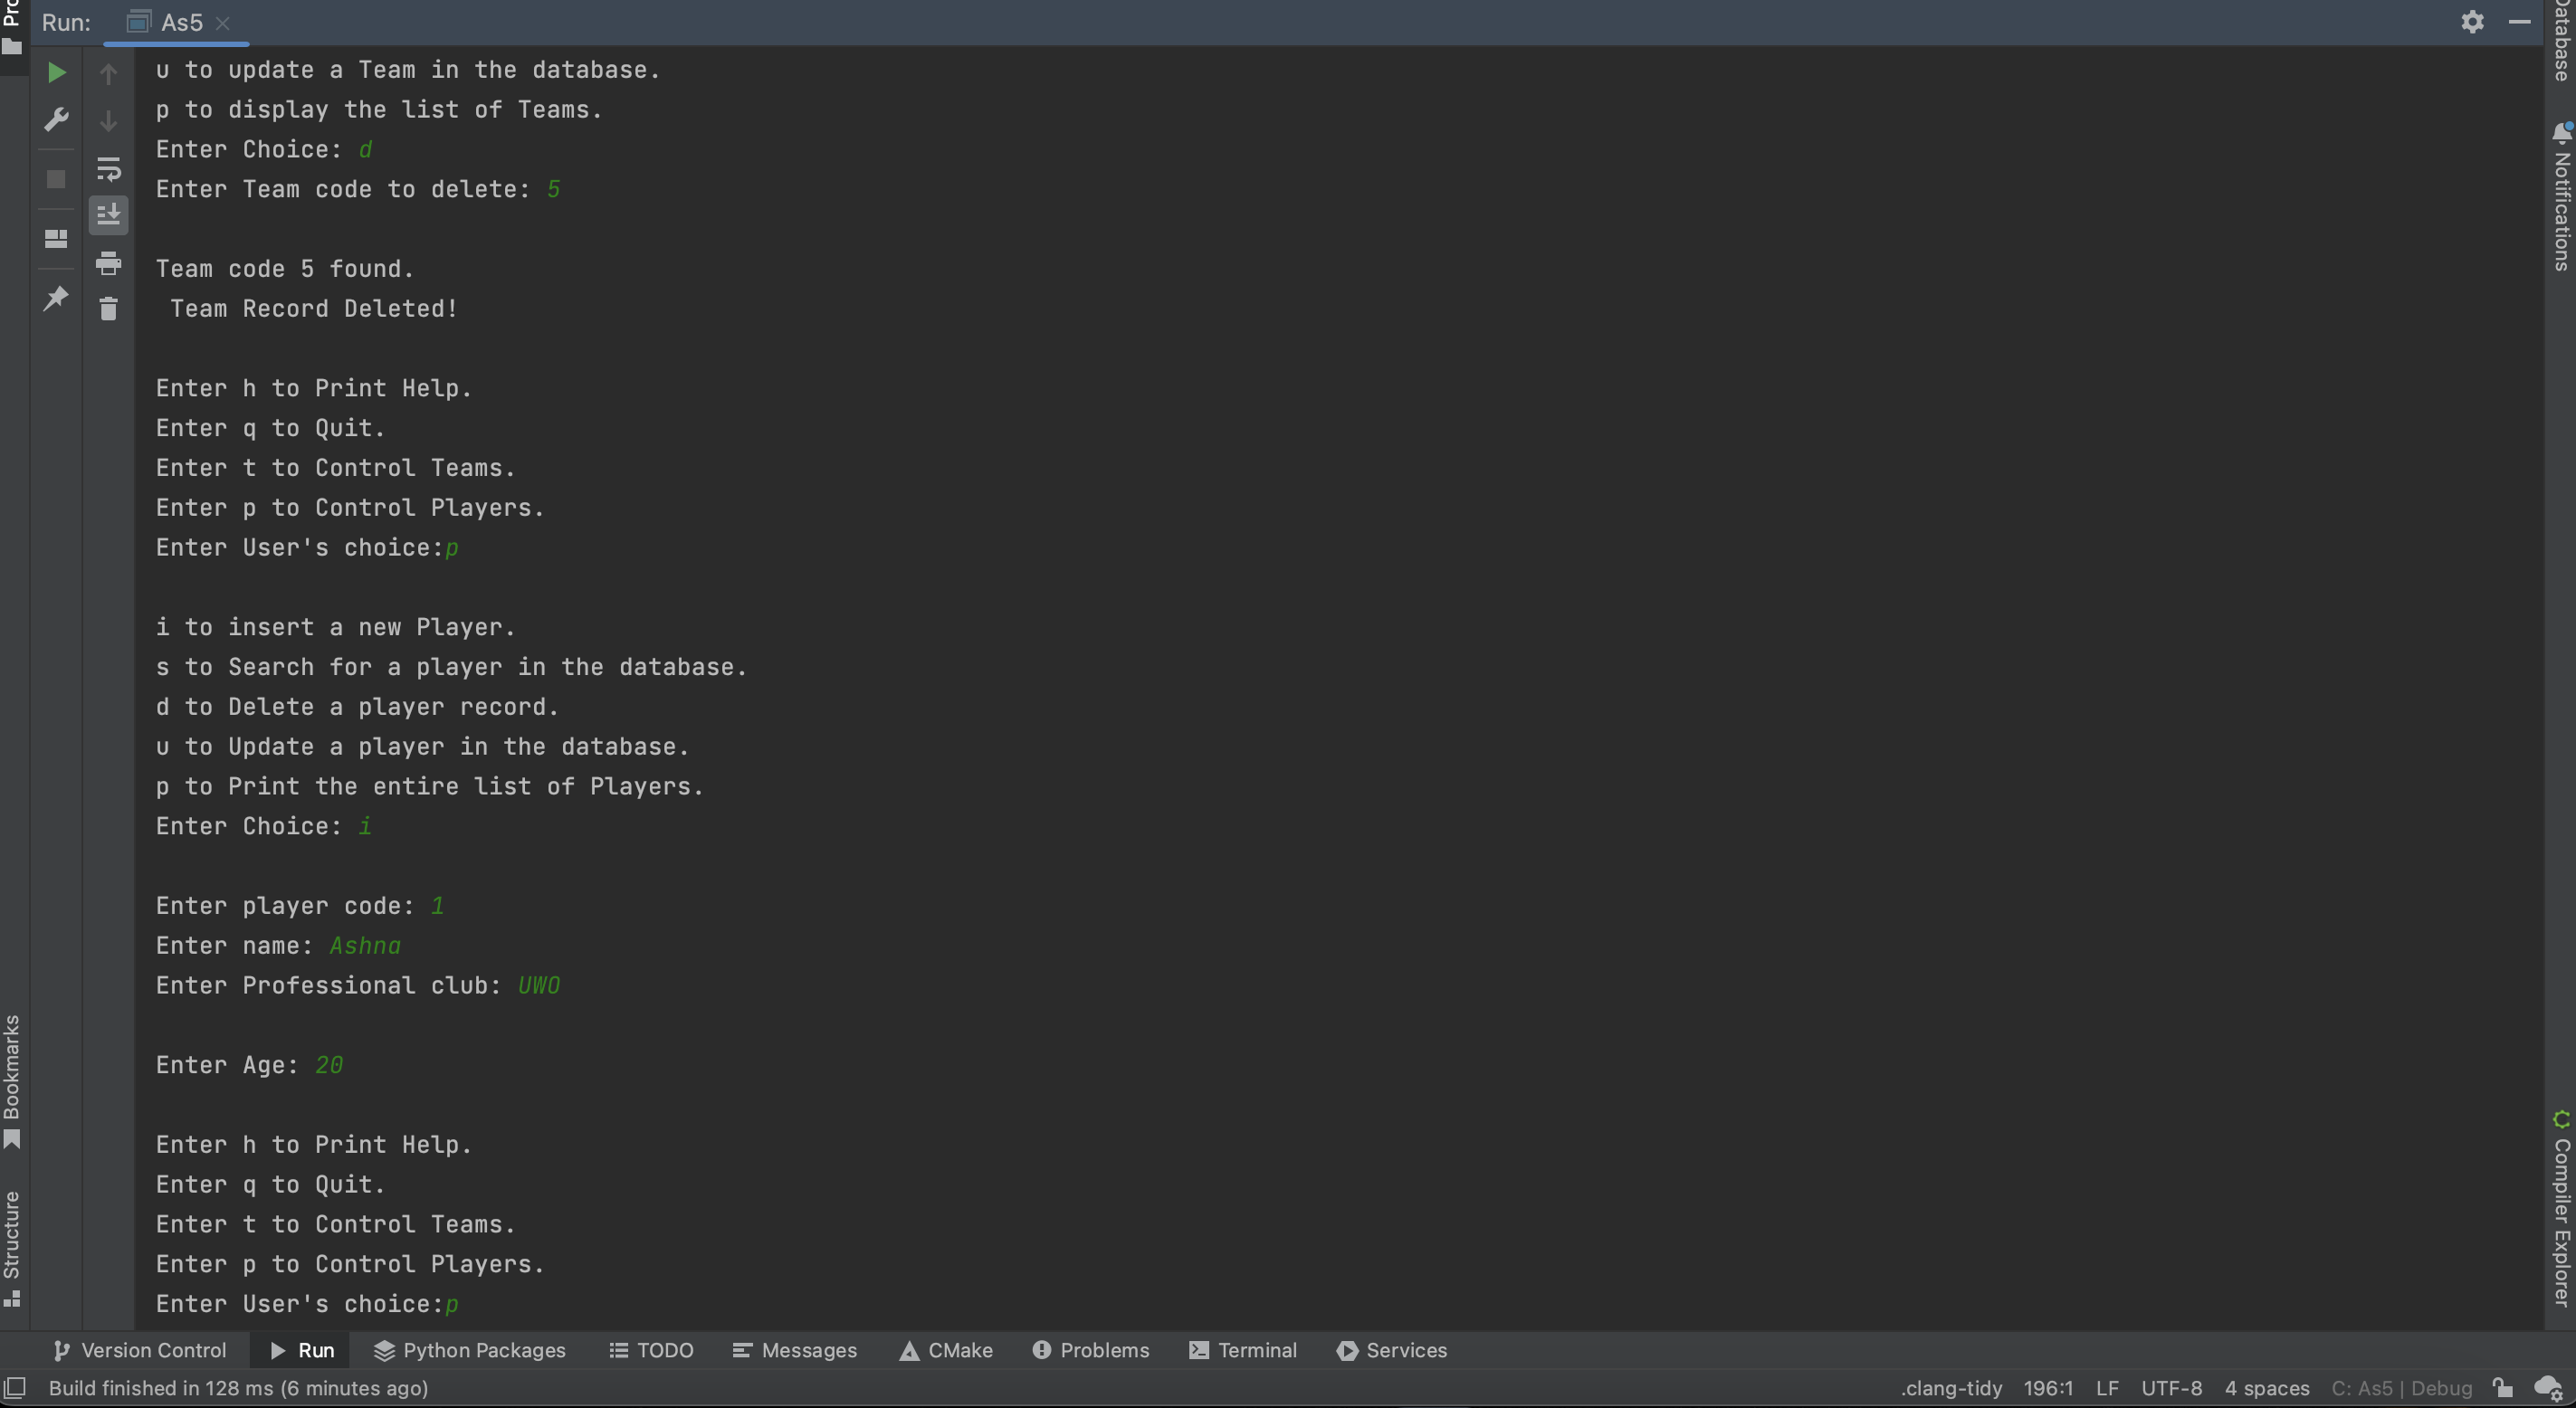 Run: As5
u to update a Team in the database.
p to display the list of Teams.
Enter Choice: d
Enter Team code to delete: 5
Team code 5 found.
Team Record Deleted!
Enter h to Print Help.
Enter q to Quit.
Enter t to Control Teams.
Enter p to Control Players.
Enter User's choice:p
i to insert a new Player.
s to Search for a player in the database.
d to Delete a player record.
u to Update a player in the database.
p to Print the entire list of Players.
Enter Choice: i
Enter player code: 1
Enter name: Ashna
Enter Professional club: UWO
Enter Age: 20
Enter h to Print Help.
Enter q to Quit.
Enter t to Control Teams.
Enter p to Control Players.
Enter User's choice:p
Bookmarks
Structure
Database
Notifications
Compiler Explorer
Version Control Run Python Packages TODO Messages CMake Problems Terminal Services
Build finished in 128 ms (6 minutes ago) .clang-tidy 196:1 LF UTF-8 4 spaces C: As5 | Debug